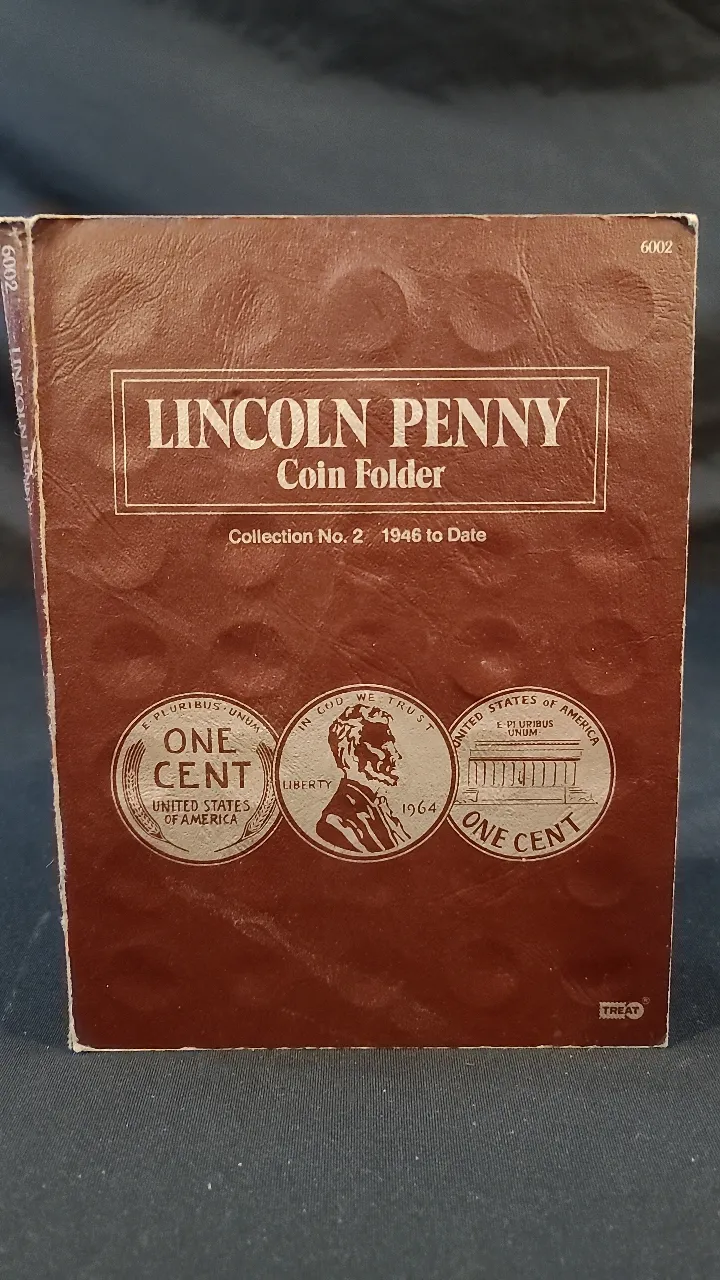 6002
6002 LINCOLN PENNY
LINCOLN PENNY
Coin Folder
Collection No. 2 1946 to Date
E·PLURIBUS·UNUM
ONE
CENT
UNITED STATES
OF AMERICA
IN GOD WE TRUST
LIBERTY
1964
UNITED STATES OF AMERICA
E·PLURIBUS
UNUM·
ONE CENT
TREAT®